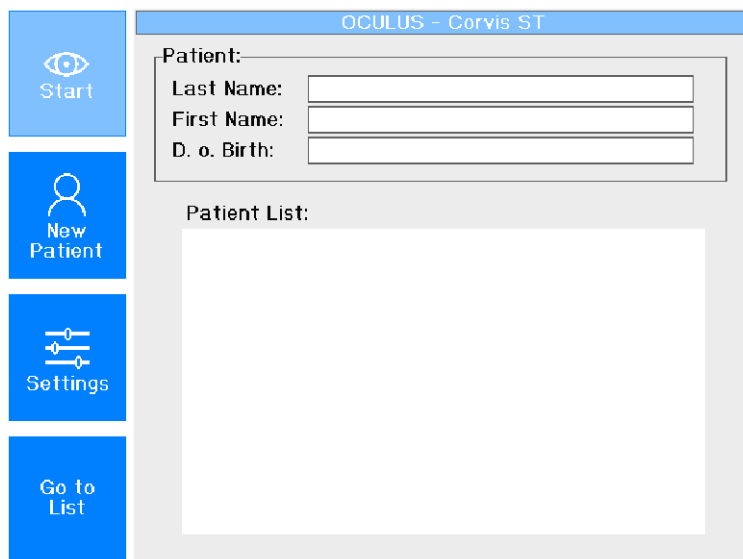 OCULUS - Corvis ST
Start
Patient:
Last Name:
First Name:
D. o. Birth:
New
Patient
Patient List:
Settings
Go to
List